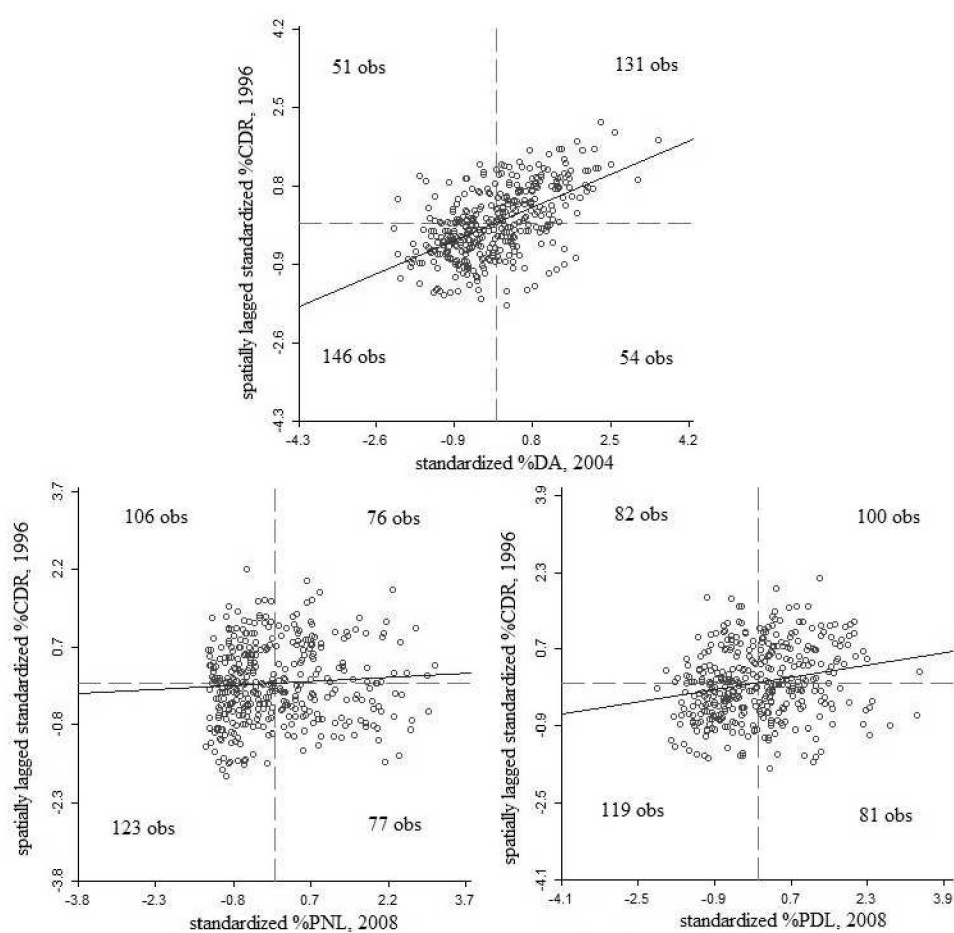 4.2
2.5
0.8
-0.9
-2.6
-4.3
spatially lagged standardized %CDR, 1996
51 obs
131 obs
146 obs
54 obs
-4.3 -2.6 -0.9 0.8 2.5 4.2
standardized %DA, 2004
3.7
2.2
0.7
-0.8
-2.3
-3.8
spatially lagged standardized %CDR, 1996
106 obs
76 obs
123 obs
77 obs
-3.8 -2.3 -0.8 0.7 2.2 3.7
standardized %PNL, 2008
3.9
2.3
0.7
-0.9
-2.5
-4.1
spatially lagged standardized %CDR, 1996
82 obs
100 obs
119 obs
81 obs
-4.1 -2.5 -0.9 0.7 2.3 3.9
standardized %PDL, 2008